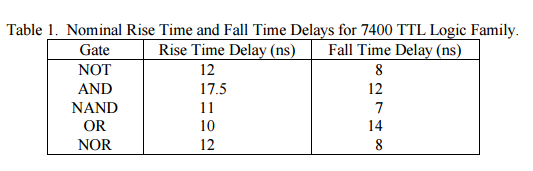 Table 1. Nominal Rise Time and Fall Time Delays for 7400 TTL Logic Family.
Gate Rise Time Delay (ns) Fall Time Delay (ns)
NOT 12 8
AND 17.5 12
NAND 11 7
OR 10 14
NOR 12 8